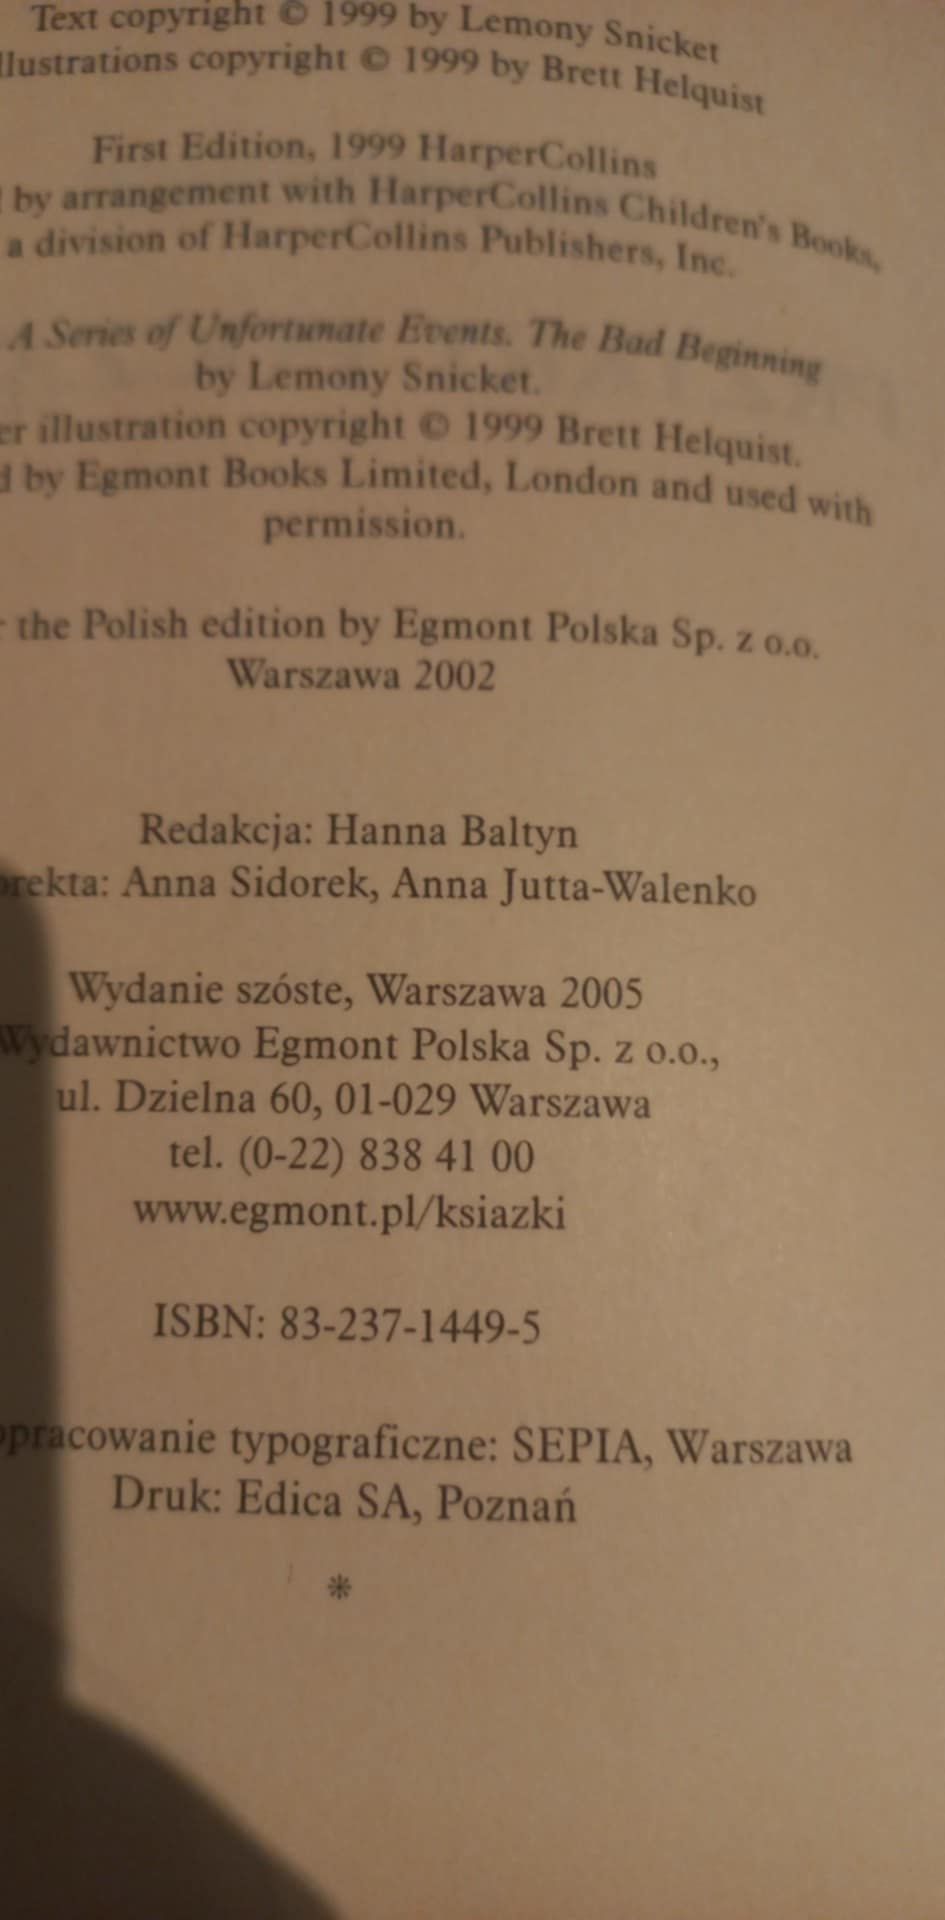 Text copyright © 1999 by Lemony Snicket
llustrations copyright © 1999 by Brett Helquist
First Edition, 1999 HarperCollins
by arrangement with HarperCollins Children's Books,
a division of HarperCollins Publishers, Inc.
A Series of Unfortunate Events. The Bad Beginning
by Lemony Snicket.
er illustration copyright © 1999 Brett Helquist.
d by Egmont Books Limited, London and used with
permission.
the Polish edition by Egmont Polska Sp. z o.o.
Warszawa 2002
Redakcja: Hanna Baltyn
orekta: Anna Sidorek, Anna Jutta-Walenko
Wydanie szóste, Warszawa 2005
Wydawnictwo Egmont Polska Sp. z o.o.,
ul. Dzielna 60, 01-029 Warszawa
tel. (0-22) 838 41 00
www.egmont.pl/ksiazki
ISBN: 83-237-1449-5
opracowanie typograficzne: SEPIA, Warszawa
Druk: Edica SA, Poznań
*